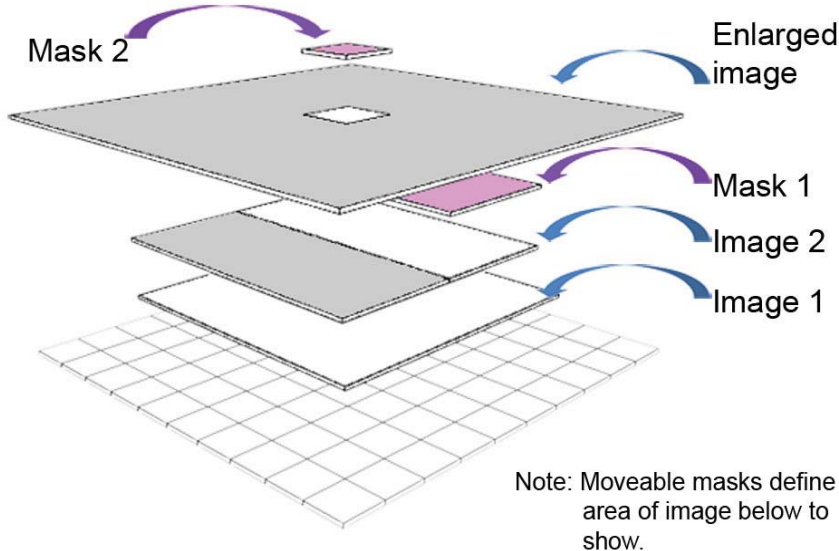 Mask 2
Enlarged
image
Mask 1
Image 2
Image 1
Note: Moveable masks define
area of image below to
show.